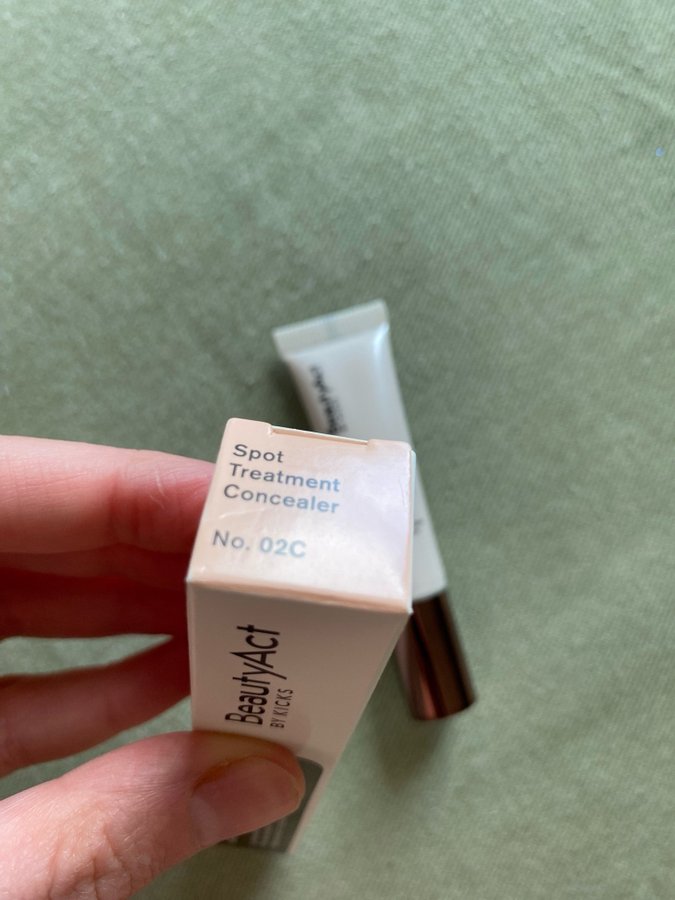 Spot
Treatment
Concealer
No. 02C
BeautyAct
BY KICKS